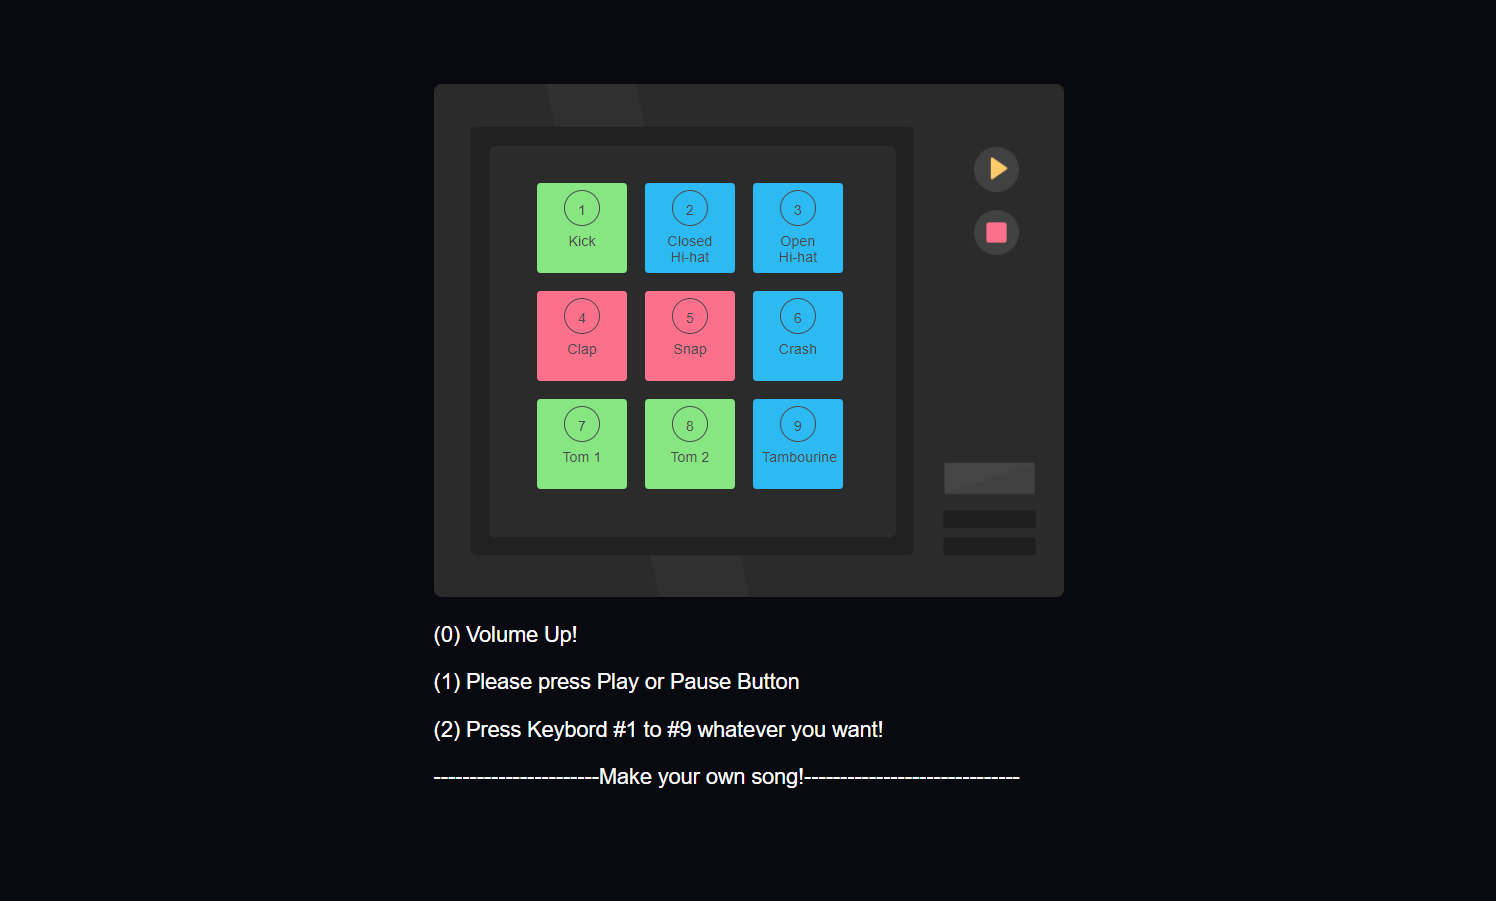 1
Kick
2
Closed
Hi-hat
3
Open
Hi-hat
4
Clap
5
Snap
6
Crash
7
Tom 1
8
Tom 2
9
Tambourine
(0) Volume Up!
(1) Please press Play or Pause Button
(2) Press Keybord #1 to #9 whatever you want!
-----------------------Make your own song!------------------------------